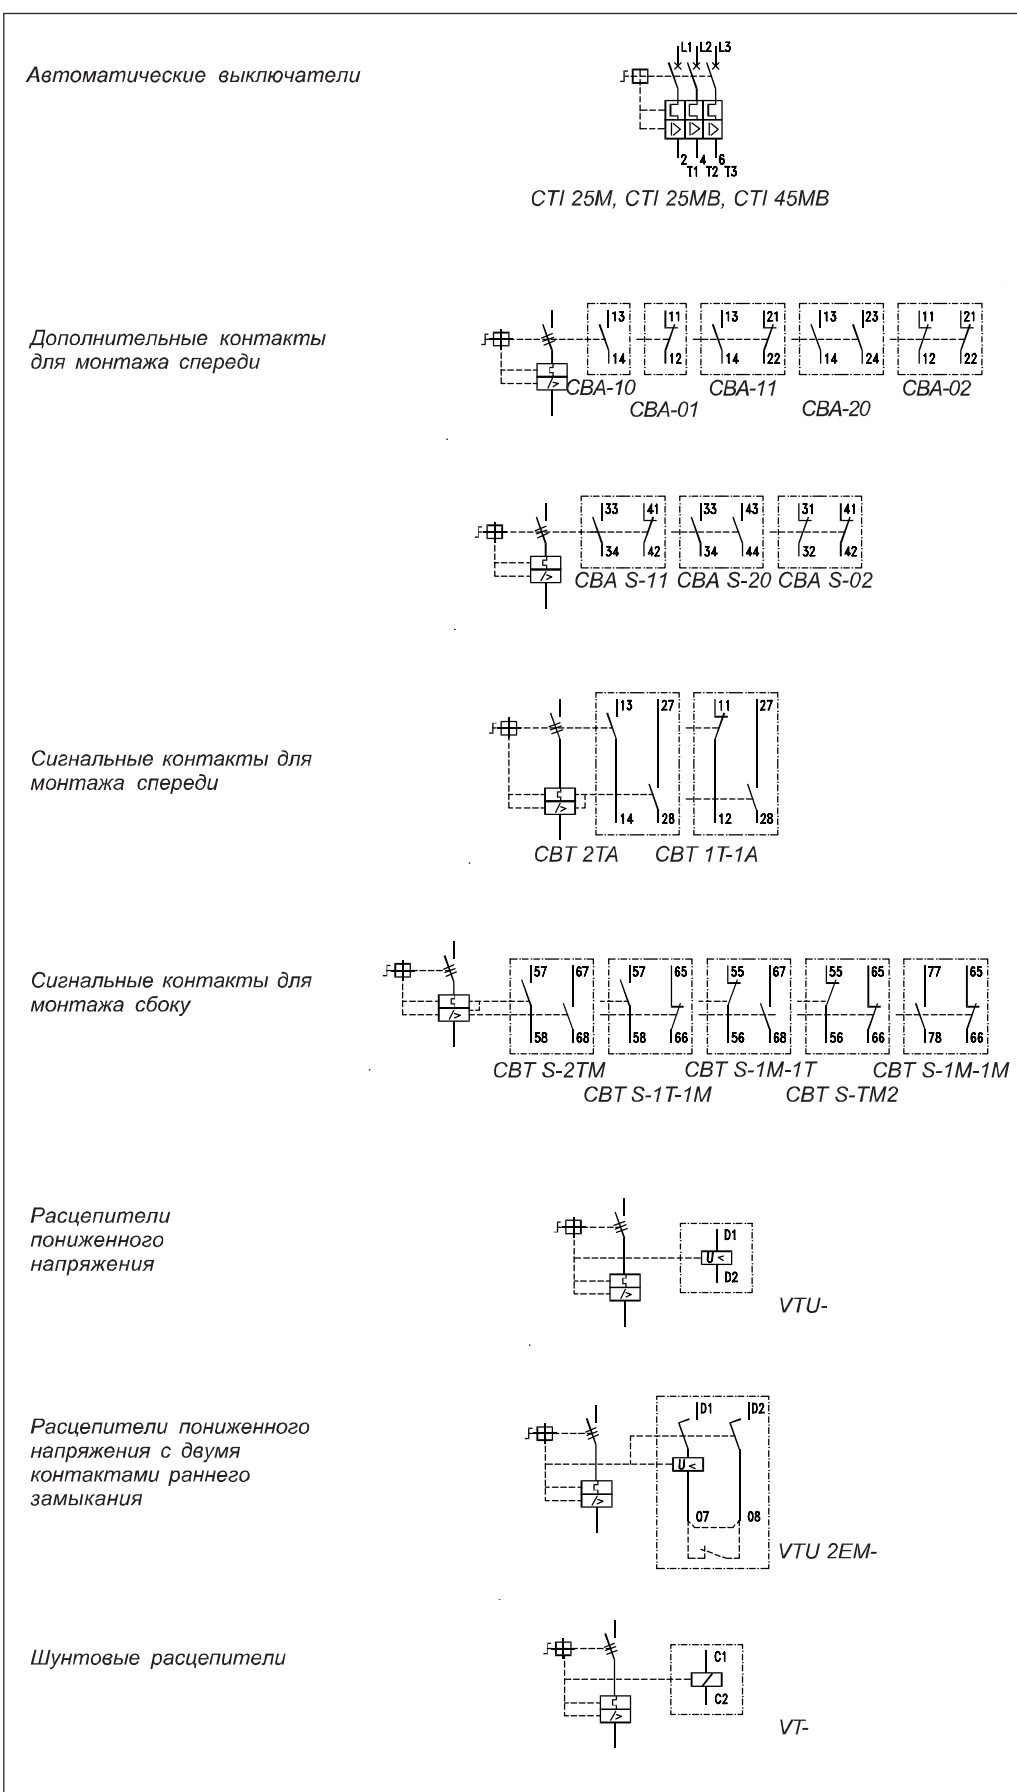 Автоматические выключатели
L1 L2 L3
2 4 6
T1 T2 T3
CTI 25M, CTI 25MB, CTI 45MB
Дополнительные контакты
для монтажа спереди
13 11 13 21 13 23 11 21
14 12 14 22 14 24 12 22
CBA-10 CBA-11 CBA-02
CBA-01 CBA-20
33 41 33 43 31 41
34 42 34 44 32 42
CBA S-11 CBA S-20 CBA S-02
Сигнальные контакты для
монтажа спереди
13 27 11 27
14 28 12 28
CBT 2TA CBT 1T-1A
Сигнальные контакты для
монтажа сбоку
57 67 57 65 55 67 55 65 77 65
58 68 58 66 56 68 56 66 78 66
CBT S-2TM CBT S-1M-1T CBT S-1M-1M
CBT S-1T-1M CBT S-TM2
Расцепители
пониженного
напряжения
D1
U <
D2
VTU-
Расцепители пониженного
напряжения с двумя
контактами раннего
замыкания
D1 D2
U <
07 08
VTU 2EM-
Шунтовые расцепители
C1
C2
VT-